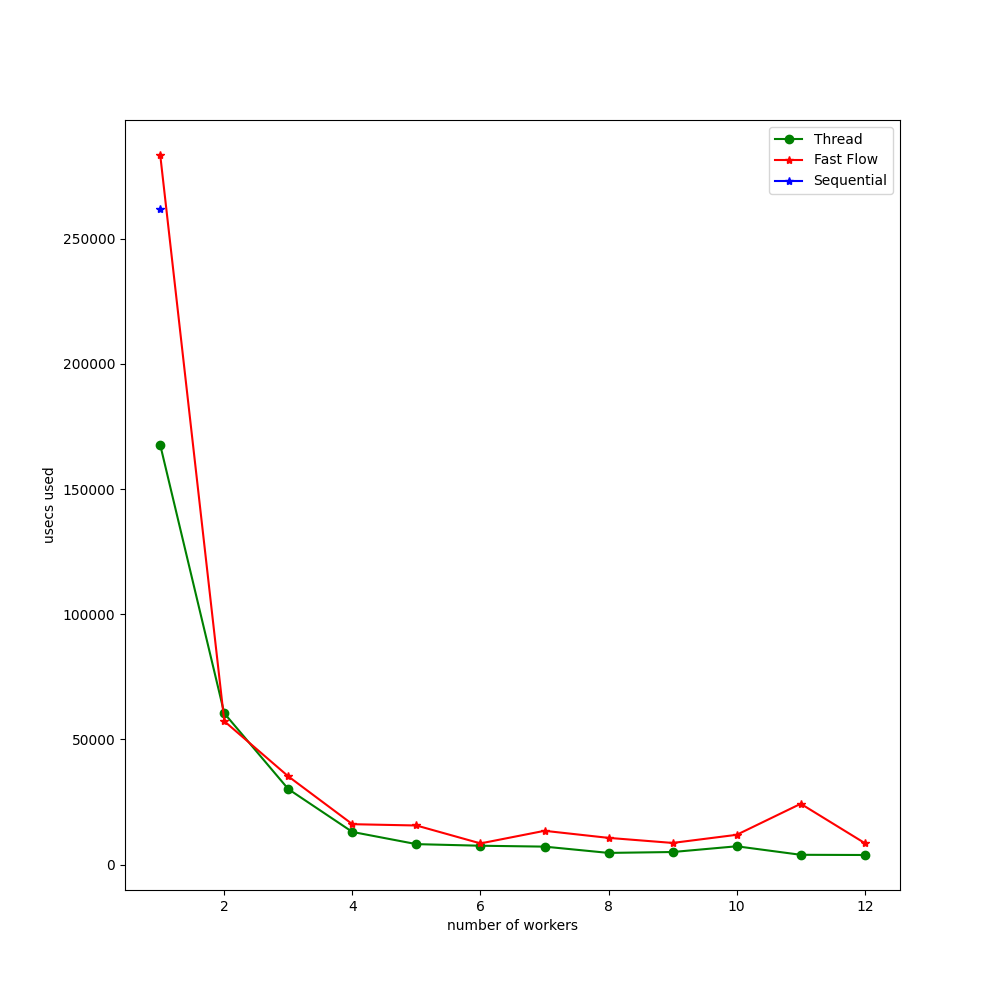 Thread
Fast Flow
Sequential
250000
200000
150000
100000
50000
0
usecs used
2 4 6 8 10 12
number of workers